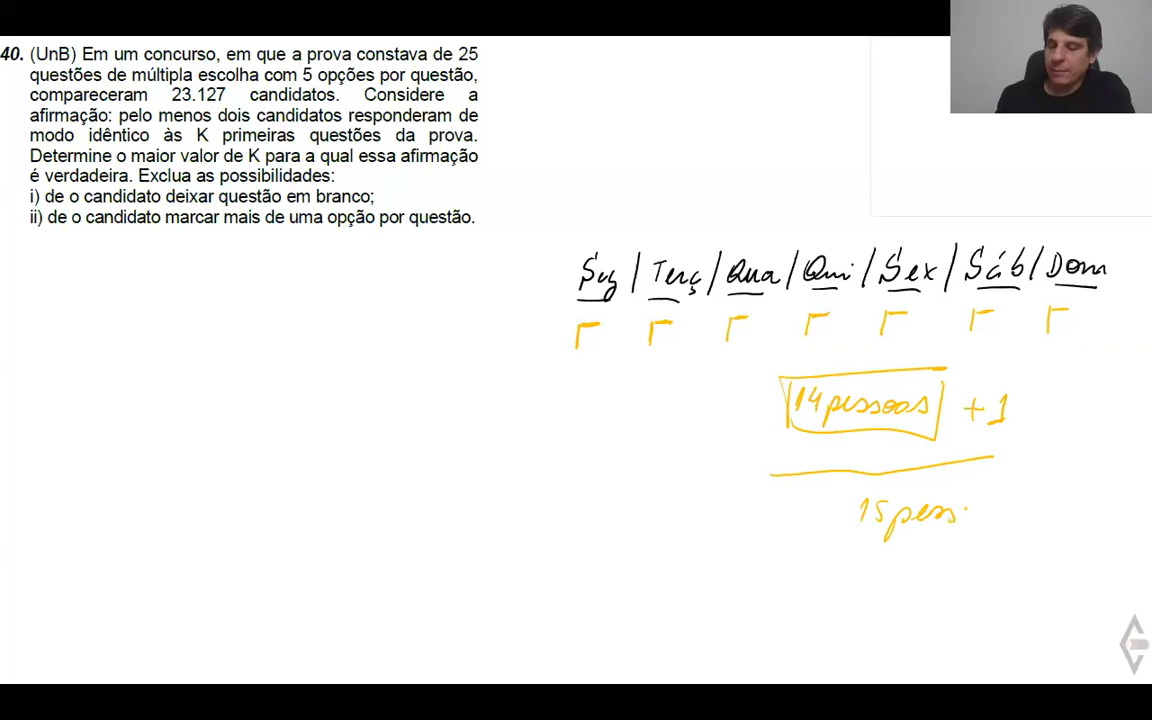 40. (UnB) Em um concurso, em que a prova constava de 25
questões de múltipla escolha com 5 opções por questão,
compareceram 23.127 candidatos. Considere a
afirmação: pelo menos dois candidatos responderam de
modo idêntico às K primeiras questões da prova.
Determine o maior valor de K para a qual essa afirmação
é verdadeira. Exclua as possibilidades:
i) de o candidato deixar questão em branco;
ii) de o candidato marcar mais de uma opção por questão.
Seg / Terç / Qua / Qui / Sex / Sáb / Dom
14 pessoas + 1
15 pess